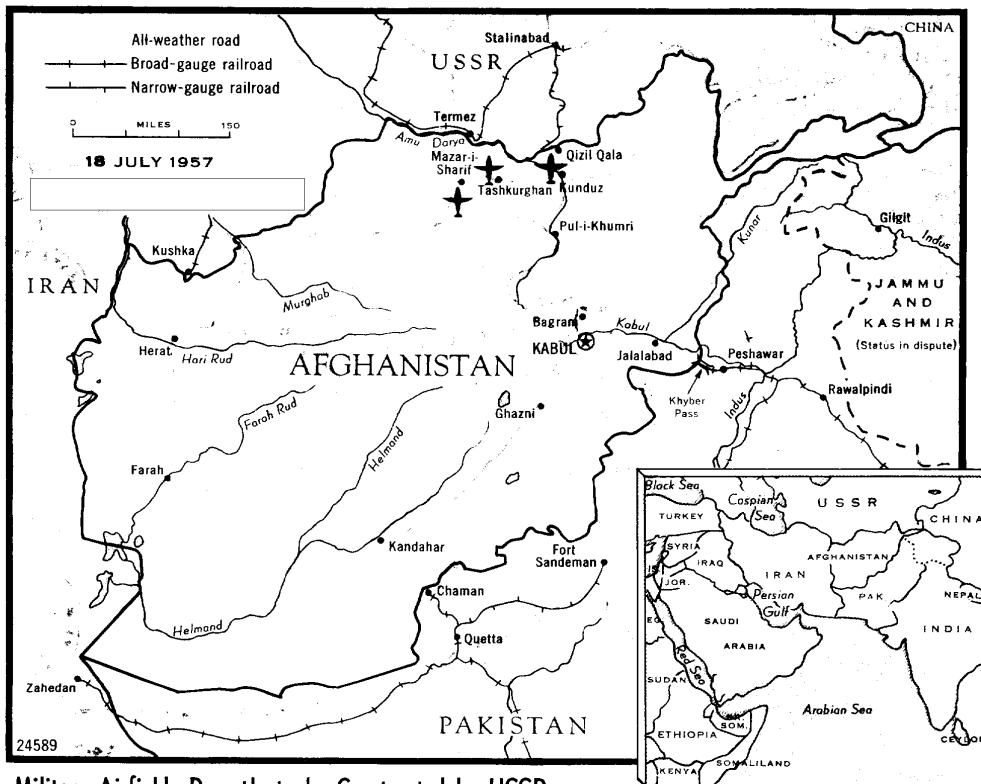 CHINA
All-weather road
Broad-gauge railroad
Narrow-gauge railroad
0 MILES 150
18 JULY 1957
Stalinabad
USSR
Termez
Amu Darya
Mazar-i-
Sharif
Qizil Qala
Tashkurghan
Kunduz
Pul-i-Khumri
Kunar
Gilgit
Indus
Kushka
IRAN
Murghab
JAMMU
AND
KASHMIR
(Status in dispute)
Bagram
Kabul
KABUL
Herat
Hari Rud
AFGHANISTAN
Jalalabad
Peshawar
Khyber
Pass
Indus
Rawalpindi
Ghazni
Farah Rud
Helmand
Farah
Kandahar
Fort
Sandeman
Chaman
Helmand
Quetta
Zahedan
PAKISTAN
24589
Black Sea
Caspian
Sea
USSR
TURKEY
CHINA
SYRIA
IRAQ
AFGHANISTAN
IS.
JOR.
IRAN
Persian
Gulf
PAK.
NEPAL
EG.
SAUDI
ARABIA
INDIA
Red Sea
SUDAN
Arabian Sea
SOM.
ETHIOPIA
SOMALILAND
KENYA
CEYLON